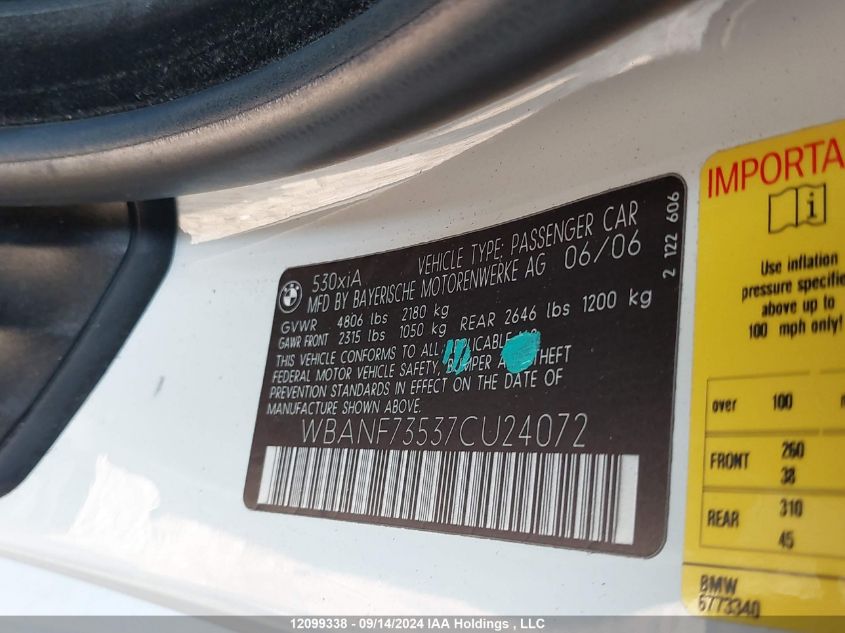 BMW
530xiA VEHICLE TYPE: PASSENGER CAR
MFD BY BAYERISCHE MOTORENWERKE AG 06/06
GVWR 4806 lbs 2180 kg
GAWR FRONT 2315 lbs 1050 kg REAR 2646 lbs 1200 kg
THIS VEHICLE CONFORMS TO ALL
FEDERAL MOTOR VEHICLE SAFETY, THEFT
PREVENTION STANDARDS IN EFFECT ON THE DATE OF
MANUFACTURE SHOWN ABOVE.
WBANF73537CU24072
2 122 606
IMPORTA
i
Use inflation
pressure specifie
above up to
100 mph only!
over 100
FRONT 260
38
REAR 310
45
BMW
6773340
12099338 - 09/14/2024 IAA Holdings , LLC